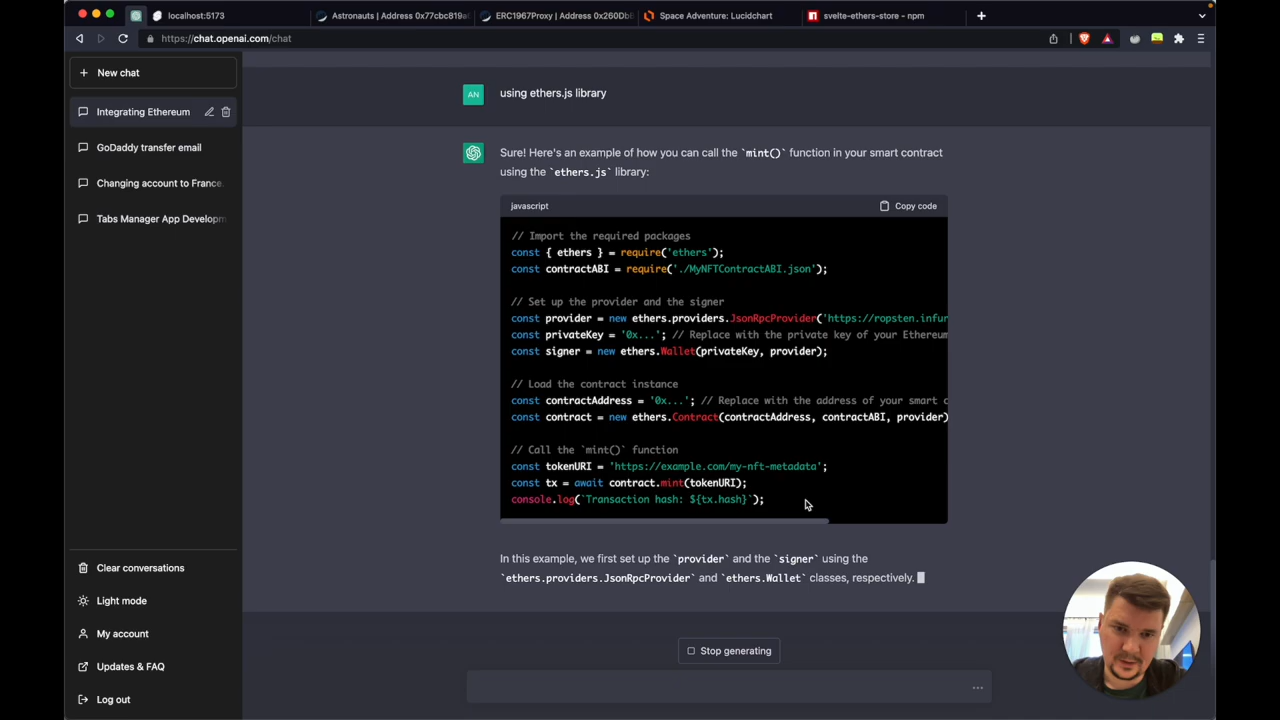 localhost:5173
Astronauts | Address 0x77cbc819a
ERC1967Proxy | Address 0x260DbB
Space Adventure: Lucidchart
svelte-ethers-store - npm
https://chat.openai.com/chat
New chat
Integrating Ethereum
GoDaddy transfer email
Changing account to France.
Tabs Manager App Developm
Clear conversations
Light mode
My account
Updates & FAQ
Log out
AN
using ethers.js library
Sure! Here's an example of how you can call the `mint()` function in your smart contract
using the `ethers.js` library:
javascript
Copy code
// Import the required packages
const { ethers } = require('ethers');
const contractABI = require('./MyNFTContractABI.json');
// Set up the provider and the signer
const provider = new ethers.providers.JsonRpcProvider('https://ropsten.infur
const privateKey = '0x...'; // Replace with the private key of your Ethereum
const signer = new ethers.Wallet(privateKey, provider);
// Load the contract instance
const contractAddress = '0x...'; // Replace with the address of your smart c
const contract = new ethers.Contract(contractAddress, contractABI, provider)
// Call the `mint()` function
const tokenURI = 'https://example.com/my-nft-metadata';
const tx = await contract.mint(tokenURI);
console.log(`Transaction hash: ${tx.hash}`);
In this example, we first set up the `provider` and the `signer` using the
`ethers.providers.JsonRpcProvider` and `ethers.Wallet` classes, respectively.
Stop generating